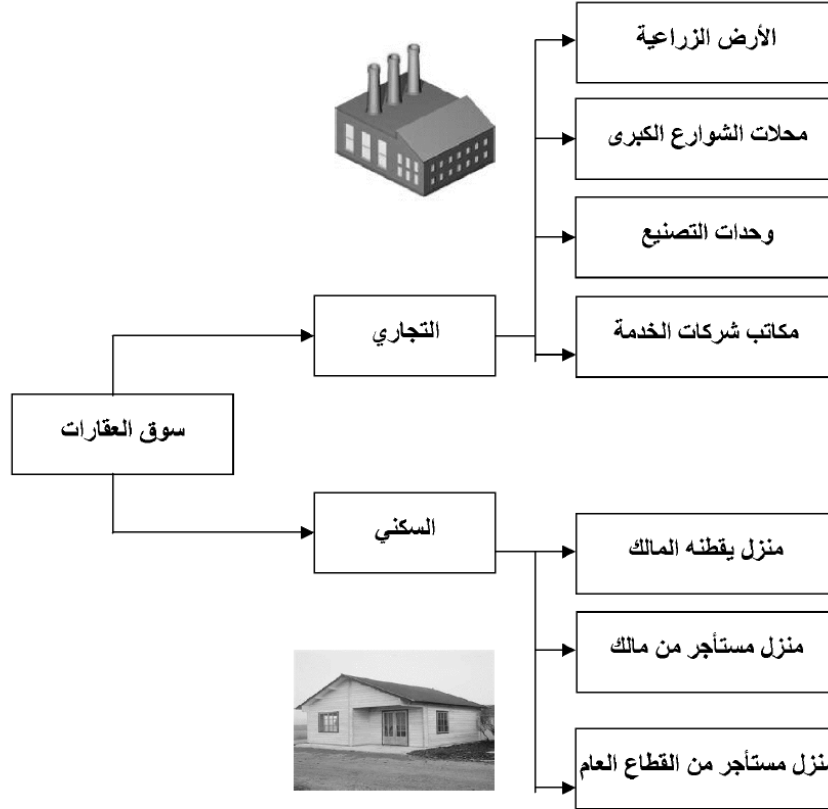 سوق العقارات
التجاري
الأرض الزراعية
محلات الشوارع الكبرى
وحدات التصنيع
مكاتب شركات الخدمة
السكني
منزل يقطنه المالك
منزل مستأجر من مالك
منزل مستأجر من القطاع العام